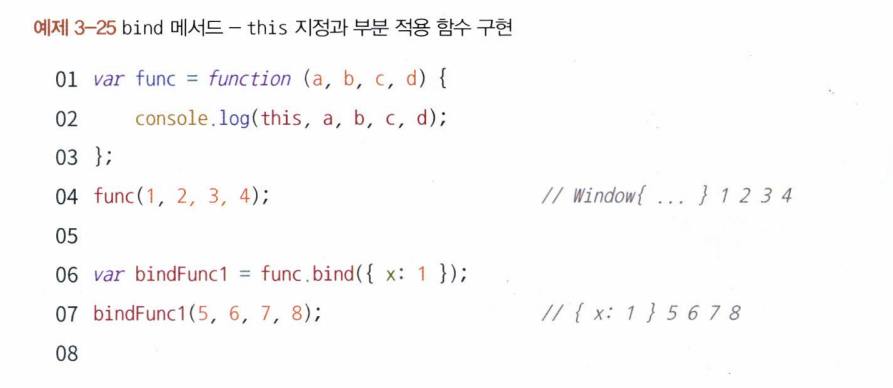 예제 3-25 bind 메서드 – this 지정과 부분 적용 함수 구현
01 var func = function (a, b, c, d) {
02 console.log(this, a, b, c, d);
03 };
04 func(1, 2, 3, 4); // Window{ ... } 1 2 3 4
05
06 var bindFunc1 = func.bind({ x: 1 });
07 bindFunc1(5, 6, 7, 8); // { x: 1 } 5 6 7 8
08